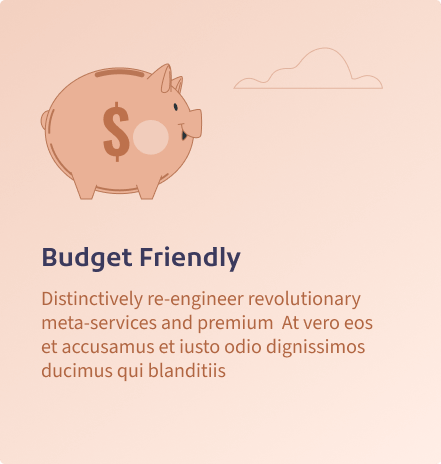 $
Budget Friendly
Distinctively re-engineer revolutionary
meta-services and premium  At vero eos
et accusamus et iusto odio dignissimos
ducimus qui blanditiis